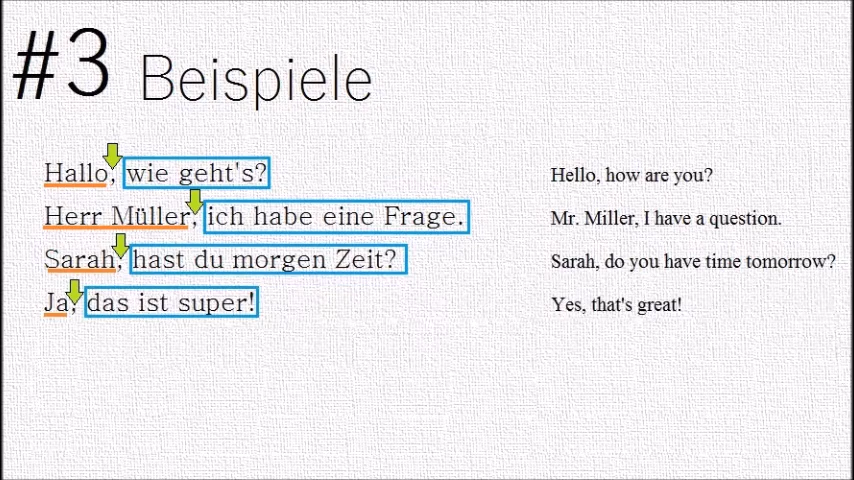 #3 Beispiele
Hallo, wie geht's? Hello, how are you?
Herr Müller, ich habe eine Frage. Mr. Miller, I have a question.
Sarah, hast du morgen Zeit? Sarah, do you have time tomorrow?
Ja, das ist super! Yes, that's great!